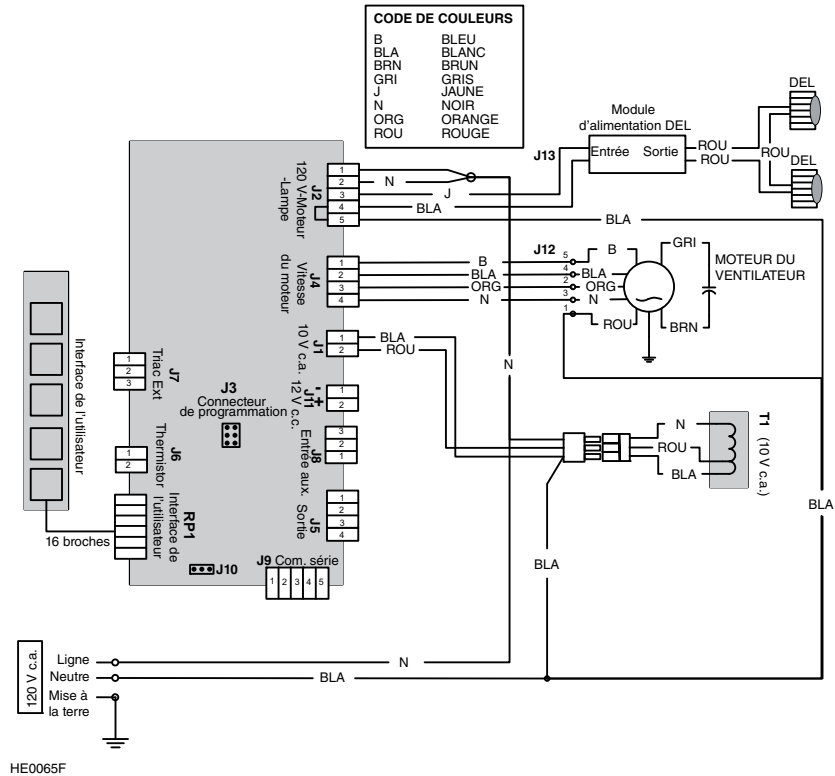 CODE DE COULEURS
B BLEU
BLA BLANC
BRN BRUN
GRI GRIS
J JAUNE
N NOIR
ORG ORANGE
ROU ROUGE
DEL
Module
d'alimentation DEL
J13
Entrée Sortie
ROU
ROU
ROU
DEL
J2
120 V-Moteur
-Lampe
1
2
3
4
5
N
J
BLA
BLA
J4
Vitesse
du moteur
1
2
3
4
B
BLA
ORG
N
J12
5
4
2
3
1
B
BLA
ORG
N
ROU
GRI
BRN
MOTEUR DU
VENTILATEUR
J1
10 V c.a.
1
2
BLA
ROU
N
J11
12 V c.c.
- +
1
2
J8
Entrée aux.
3
2
1
J5
Sortie
1
2
3
4
J3
Connecteur
de programmation
J7
Triac Ext
1
2
3
J6
Thermistor
1
2
RP1
Interface de
l'utilisateur
Interface de l'utilisateur
16 broches
J10
J9 Com. série
1 2 3 4 5
N
ROU
BLA
T1
(10 V c.a.)
BLA
BLA
120 V c.a.
Ligne
N
Neutre
BLA
Mise à
la terre
HE0065F